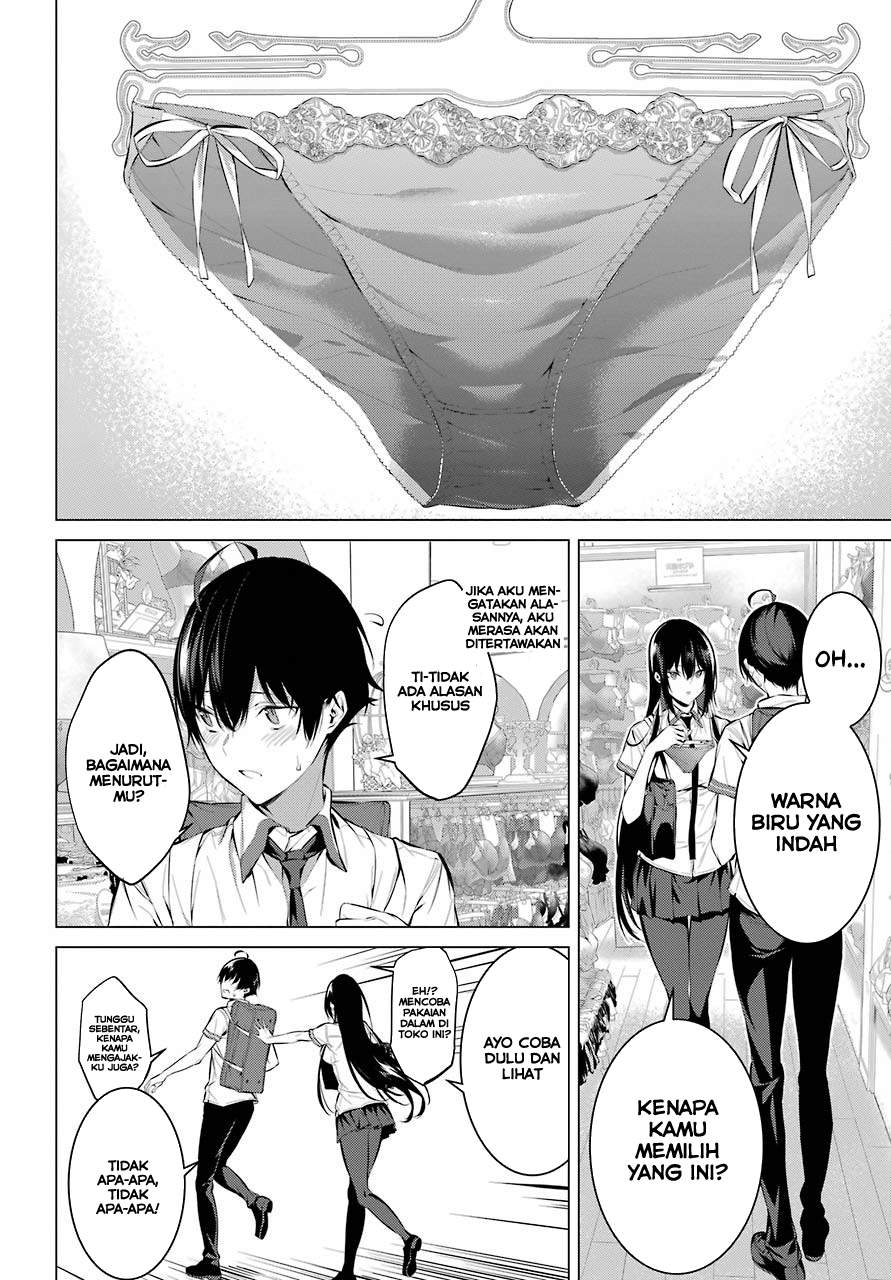 OH...
WARNA
BIRU YANG
INDAH
KENAPA
KAMU
MEMILIH
YANG INI?
JIKA AKU MEN-
GATAKAN ALA-
SANNYA, AKU
MERASA AKAN
DITERTAWAKAN
TI-TIDAK
ADA ALASAN
KHUSUS
JADI,
BAGAIMANA
MENURUT-
MU?
AYO COBA
DULU DAN
LIHAT
EH!?
MENCOBA
PAKAIAN
DALAM DI
TOKO INI?
TUNGGU
SEBENTAR,
KENAPA
KAMU
MENGAJAK-
KU JUGA?
TIDAK
APA-APA,
TIDAK
APA-APA!